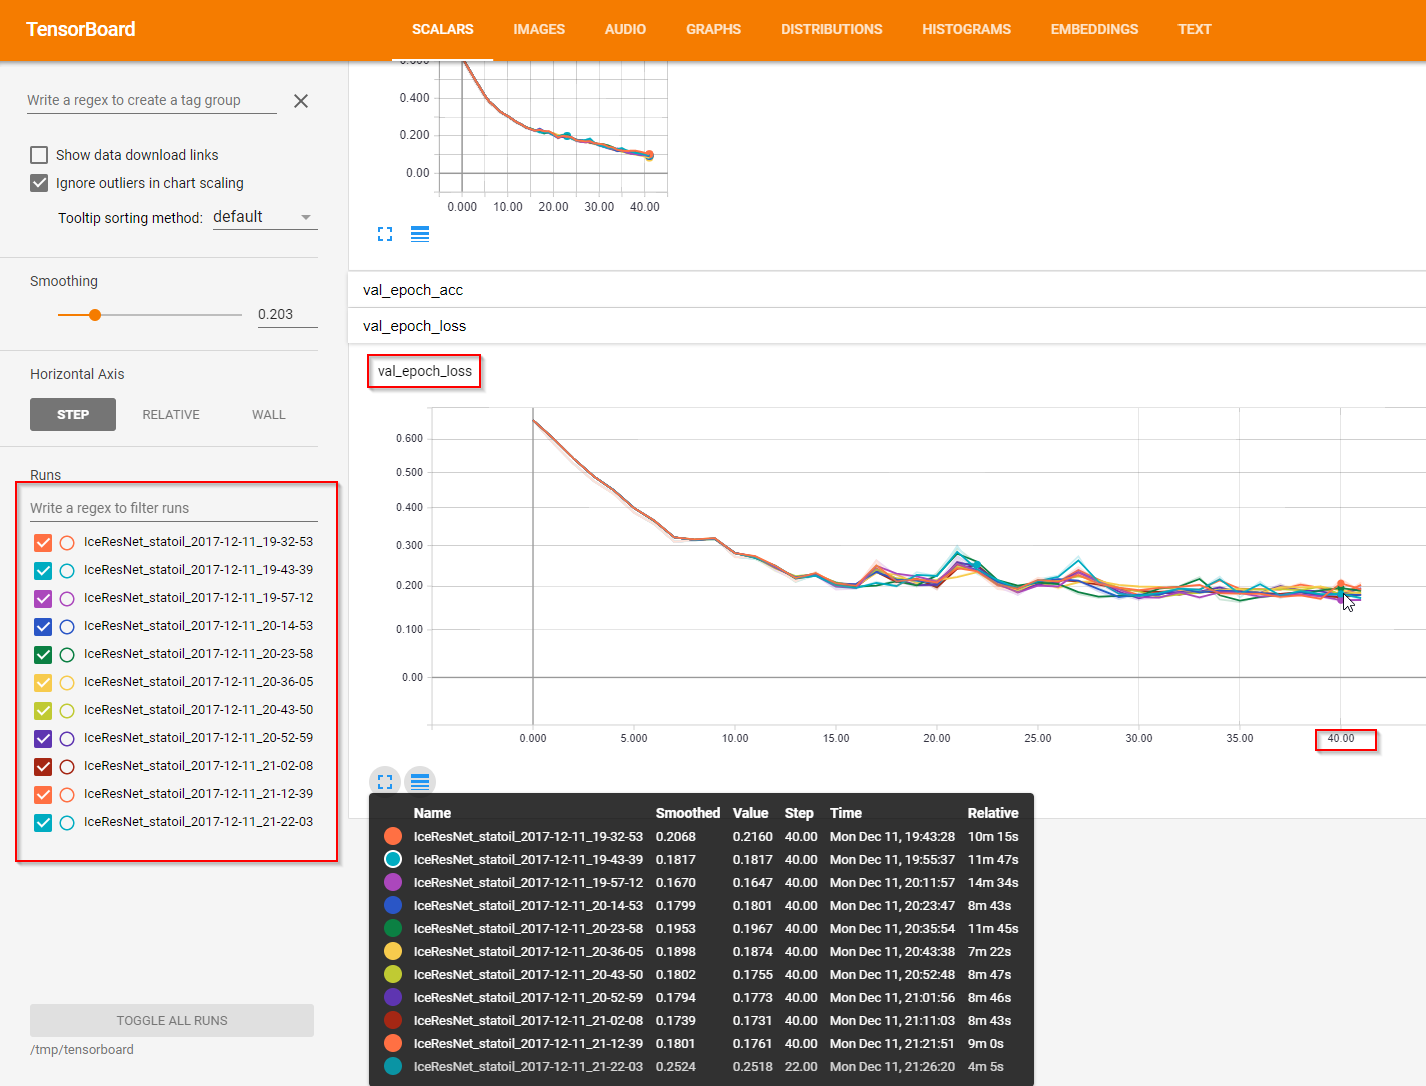 TensorBoard
SCALARS IMAGES AUDIO GRAPHS DISTRIBUTIONS HISTOGRAMS EMBEDDINGS TEXT
Write a regex to create a tag group
Show data download links
Ignore outliers in chart scaling
Tooltip sorting method: default
Smoothing
0.203
Horizontal Axis
STEP RELATIVE WALL
Runs
Write a regex to filter runs
IceResNet_statoil_2017-12-11_19-32-53
IceResNet_statoil_2017-12-11_19-43-39
IceResNet_statoil_2017-12-11_19-57-12
IceResNet_statoil_2017-12-11_20-14-53
IceResNet_statoil_2017-12-11_20-23-58
IceResNet_statoil_2017-12-11_20-36-05
IceResNet_statoil_2017-12-11_20-43-50
IceResNet_statoil_2017-12-11_20-52-59
IceResNet_statoil_2017-12-11_21-02-08
IceResNet_statoil_2017-12-11_21-12-39
IceResNet_statoil_2017-12-11_21-22-03
TOGGLE ALL RUNS
/tmp/tensorboard
0.600
0.400
0.200
0.00
0.000 10.00 20.00 30.00 40.00
val_epoch_acc
val_epoch_loss
val_epoch_loss
0.600
0.500
0.400
0.300
0.200
0.100
0.00
0.000 5.000 10.00 15.00 20.00 25.00 30.00 35.00 40.00
Name Smoothed Value Step Time Relative
IceResNet_statoil_2017-12-11_19-32-53 0.2068 0.2160 40.00 Mon Dec 11, 19:43:28 10m 15s
IceResNet_statoil_2017-12-11_19-43-39 0.1817 0.1817 40.00 Mon Dec 11, 19:55:37 11m 47s
IceResNet_statoil_2017-12-11_19-57-12 0.1670 0.1647 40.00 Mon Dec 11, 20:11:57 14m 34s
IceResNet_statoil_2017-12-11_20-14-53 0.1799 0.1801 40.00 Mon Dec 11, 20:23:47 8m 43s
IceResNet_statoil_2017-12-11_20-23-58 0.1953 0.1967 40.00 Mon Dec 11, 20:35:54 11m 45s
IceResNet_statoil_2017-12-11_20-36-05 0.1898 0.1874 40.00 Mon Dec 11, 20:43:38 7m 22s
IceResNet_statoil_2017-12-11_20-43-50 0.1802 0.1755 40.00 Mon Dec 11, 20:52:48 8m 47s
IceResNet_statoil_2017-12-11_20-52-59 0.1794 0.1773 40.00 Mon Dec 11, 21:01:56 8m 46s
IceResNet_statoil_2017-12-11_21-02-08 0.1739 0.1731 40.00 Mon Dec 11, 21:11:03 8m 43s
IceResNet_statoil_2017-12-11_21-12-39 0.1801 0.1761 40.00 Mon Dec 11, 21:21:51 9m 0s
IceResNet_statoil_2017-12-11_21-22-03 0.2524 0.2518 22.00 Mon Dec 11, 21:26:20 4m 5s